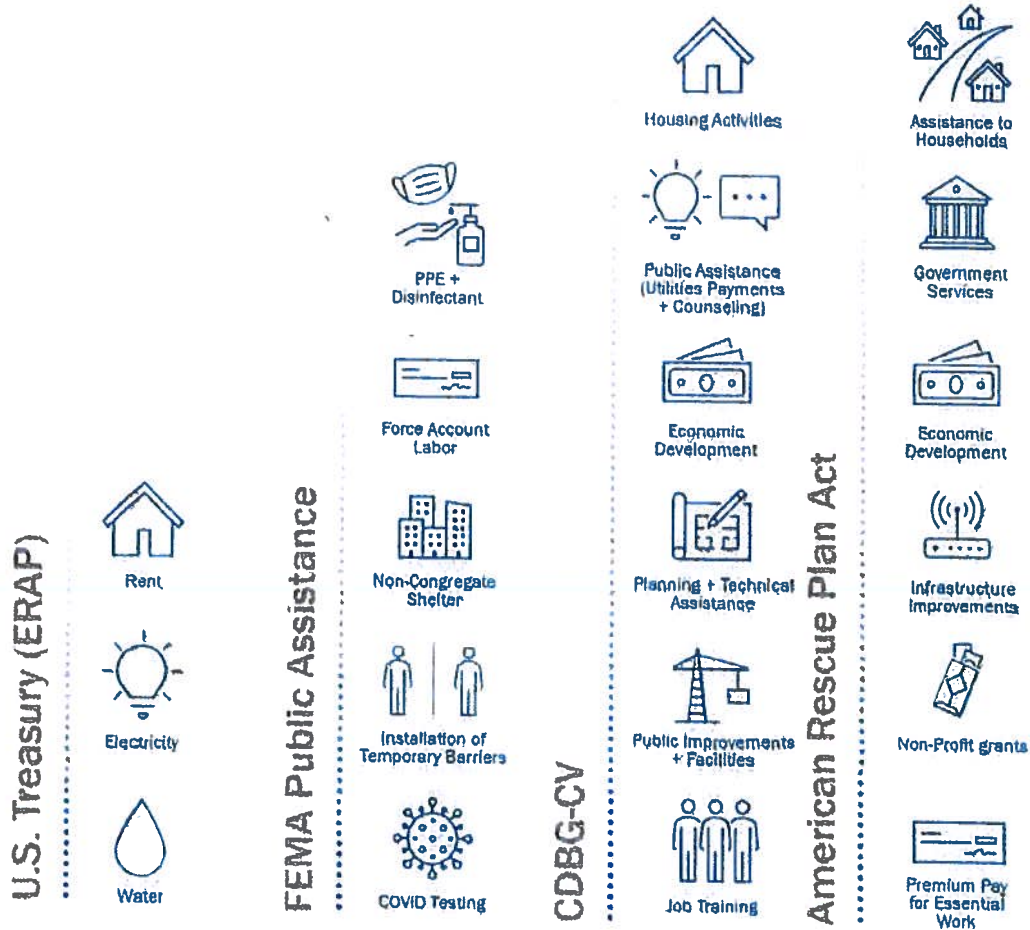 U.S. Treasury (ERAP)
Rent
Electricity
Water
FEMA Public Assistance
PPE +
Disinfectant
Force Account
Labor
Non-Congregate
Shelter
Installation of
Temporary Barriers
COVID Testing
CDBG-CV
Housing Activities
Public Assistance
(Utilities Payments
+ Counseling)
Economic
Development
Planning + Technical
Assistance
Public Improvements
+ Facilities
Job Training
American Rescue Plan Act
Assistance to
Households
Government
Services
Economic
Development
Infrastructure
Improvements
Non-Profit grants
Premium Pay
for Essential
Work